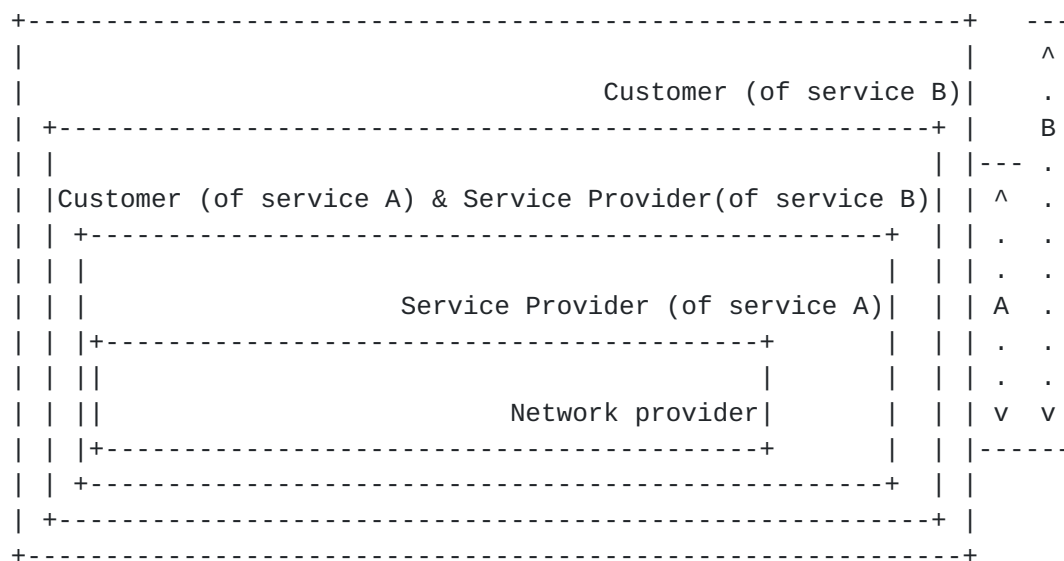 Customer (of service B)
B
Customer (of service A) & Service Provider(of service B)
Service Provider (of service A)
A
Network provider
v v